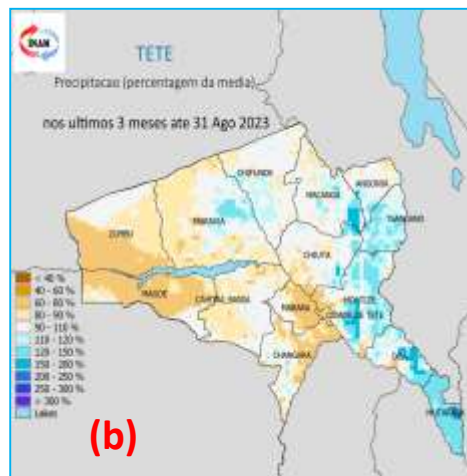 INAM
TETE
Precipitacao (percentagem da media)
nos ultimos 3 meses ate 31 Ago 2023
CHIFUNDE
MACANGA
ANGONIA
TSANGANO
ZUMBU
MARAVIA
CHIUTA
MAGOE
CAHORA_BASSA
MARARA
MOATIZE
CIDADE DE TETE
CHANGARA
DOA
MUTARARA
< 40 %
40 - 60 %
60 - 80 %
80 - 90 %
90 - 110 %
110 - 120 %
120 - 150 %
150 - 200 %
200 - 250 %
250 - 300 %
> 300 %
Lakes
(b)